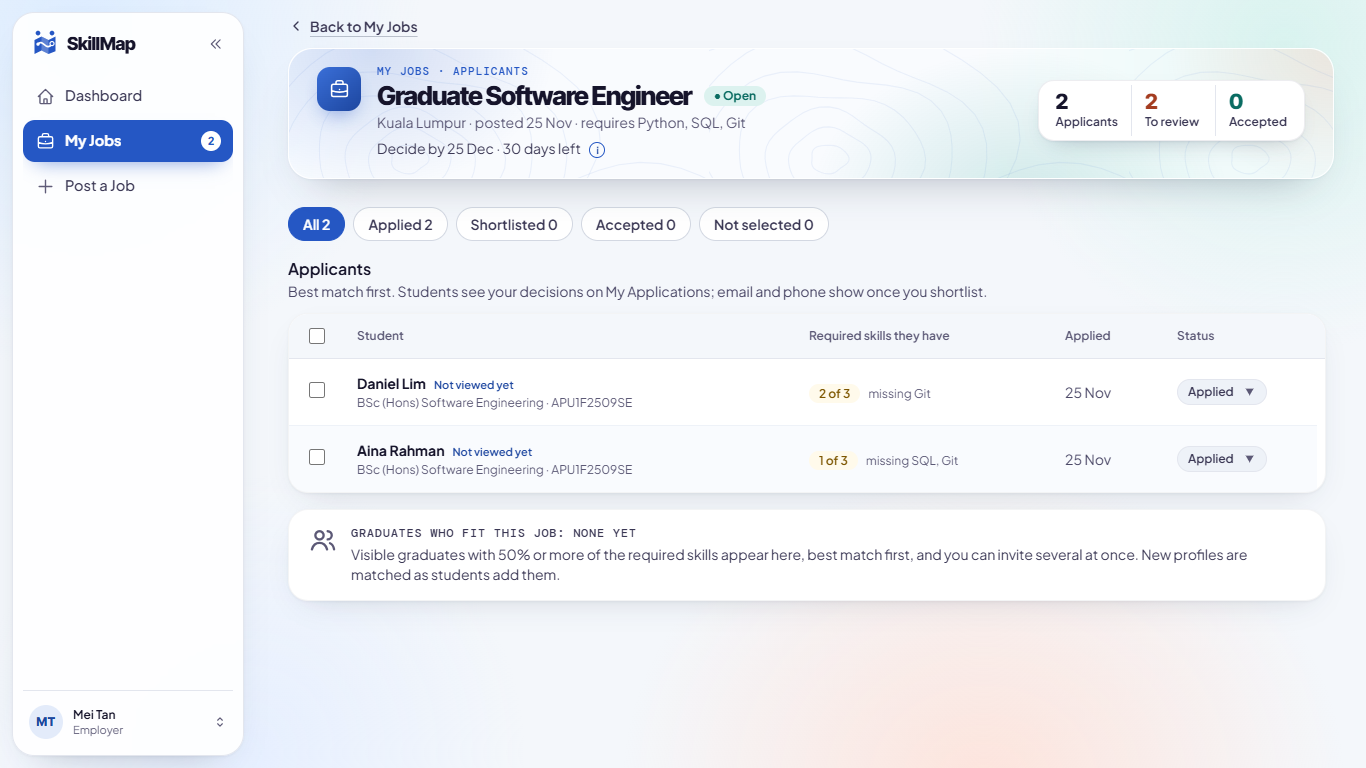 SkillMap
Dashboard
My Jobs 2
Post a Job
Back to My Jobs
MY JOBS · APPLICANTS
Graduate Software Engineer • Open
Kuala Lumpur · posted 25 Nov · requires Python, SQL, Git
Decide by 25 Dec · 30 days left i
2 Applicants
2 To review
0 Accepted
All 2 Applied 2 Shortlisted 0 Accepted 0 Not selected 0
Applicants
Best match first. Students see your decisions on My Applications; email and phone show once you shortlist.
Student Required skills they have Applied Status
Daniel Lim Not viewed yet
BSc (Hons) Software Engineering · APU1F2509SE
2 of 3 missing Git 25 Nov Applied
Aina Rahman Not viewed yet
BSc (Hons) Software Engineering · APU1F2509SE
1 of 3 missing SQL, Git 25 Nov Applied
GRADUATES WHO FIT THIS JOB: NONE YET
Visible graduates with 50% or more of the required skills appear here, best match first, and you can invite several at once. New profiles are
matched as students add them.
MT
Mei Tan
Employer